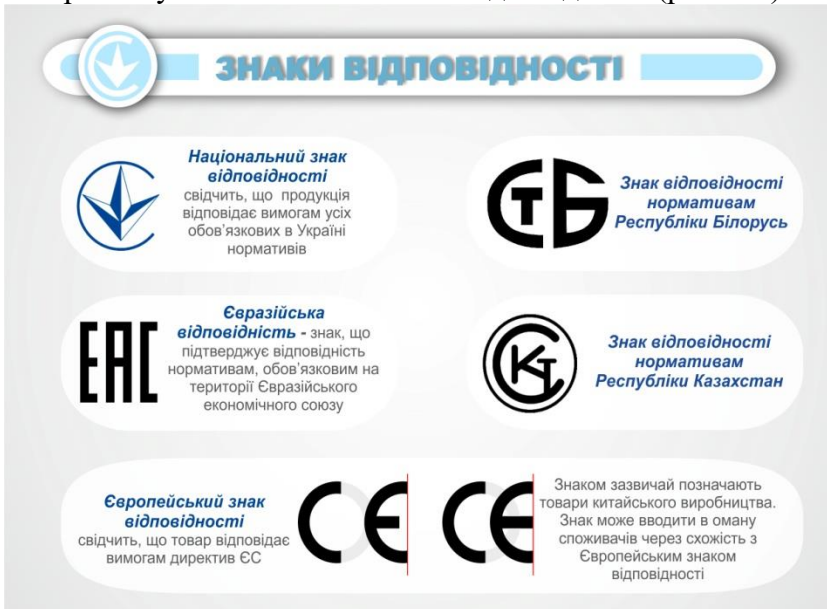 ЗНАКИ ВІДПОВІДНОСТІ
Національний знак
відповідності
свідчить, що продукція
відповідає вимогам усіх
обов'язкових в Україні
нормативів
СТБ
Знак відповідності
нормативам
Республіки Білорусь
ЕАС
Євразійська
відповідність - знак, що
підтверджує відповідність
нормативам, обов'язковим на
території Євразійського
економічного союзу
Знак відповідності
нормативам
Республіки Казахстан
Європейський знак
відповідності
свідчить, що товар відповідає
вимогам директив ЄС
CE
CE
Знаком зазвичай позначають
товари китайського виробництва.
Знак може вводити в оману
споживачів через схожість з
Європейським знаком
відповідності